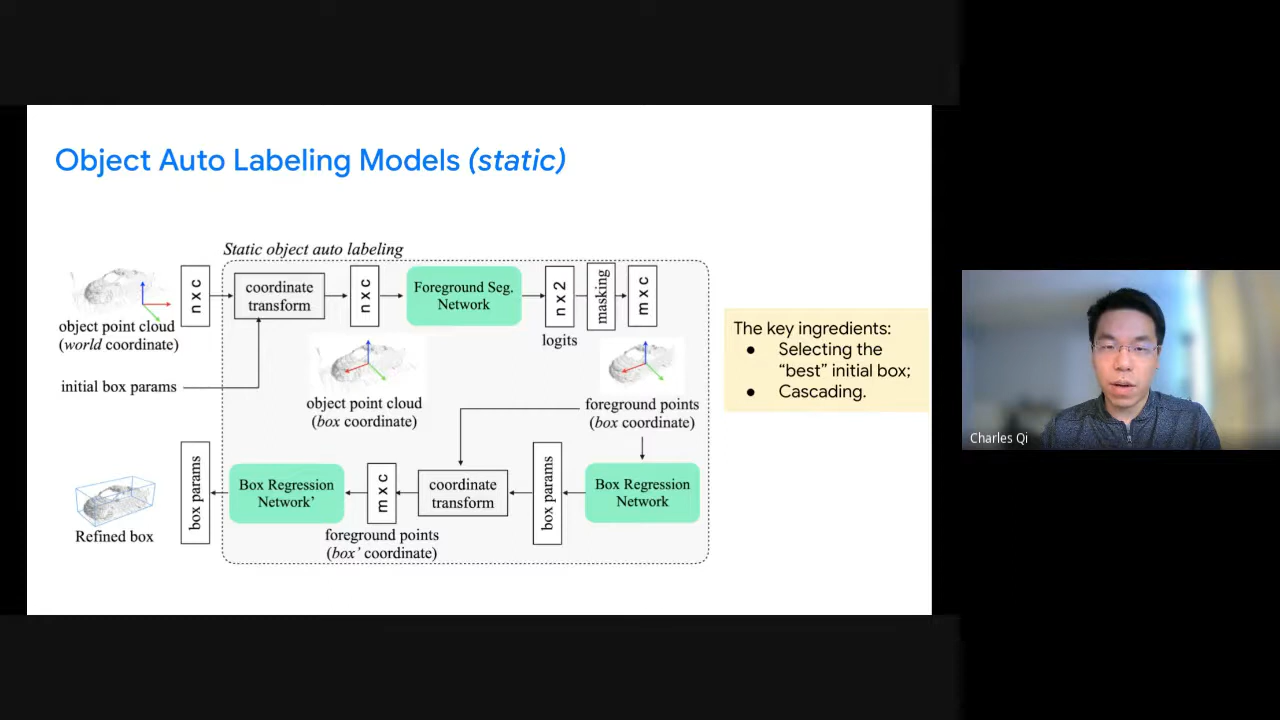 Object Auto Labeling Models (static)
Static object auto labeling
object point cloud
(world coordinate)
n x c
initial box params
coordinate
transform
n x c
object point cloud
(box coordinate)
Foreground Seg.
Network
n x 2
logits
masking
m x c
foreground points
(box coordinate)
Box Regression
Network
box params
coordinate
transform
m x c
foreground points
(box' coordinate)
Box Regression
Network'
box params
Refined box
The key ingredients:
● Selecting the
“best” initial box;
● Cascading.
Charles Qi